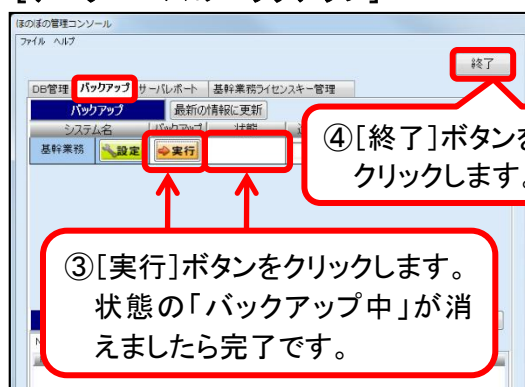 ほのぼの管理コンソール
ファイル ヘルプ
終了
DB管理 バックアップ サーバレポート 基幹業務ライセンスキー管理
バックアップ 最新の情報に更新
システム名 バックアップ 状態
基幹業務 設定 実行
④[終了]ボタンを
クリックします。
③[実行]ボタンをクリックします。
状態の「バックアップ中」が消
えましたら完了です。